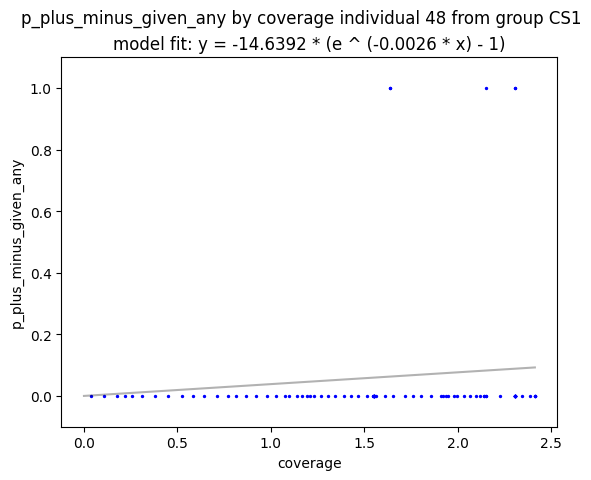 p_plus_minus_given_any by coverage individual 48 from group CS1
model fit: y = -14.6392 * (e ^ (-0.0026 * x) - 1)
1.0
0.8
0.6
0.4
0.2
0.0
p_plus_minus_given_any
0.0 0.5 1.0 1.5 2.0 2.5
coverage